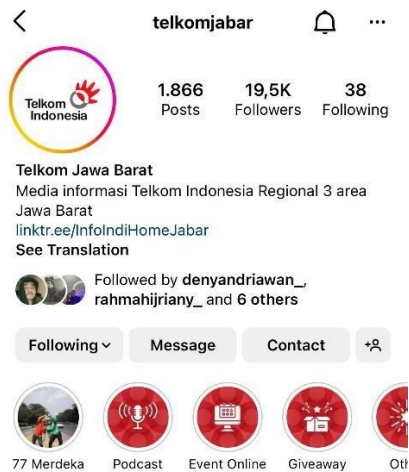 telkomjabar
Telkom
Indonesia
1.866 19,5K 38
Posts Followers Following
Telkom Jawa Barat
Media informasi Telkom Indonesia Regional 3 area
Jawa Barat
linktr.ee/InfoIndiHomeJabar
See Translation
Followed by denyandriawan_,
rahmahijriany_ and 6 others
Following Message Contact
77 Merdeka Podcast Event Online Giveaway Oth